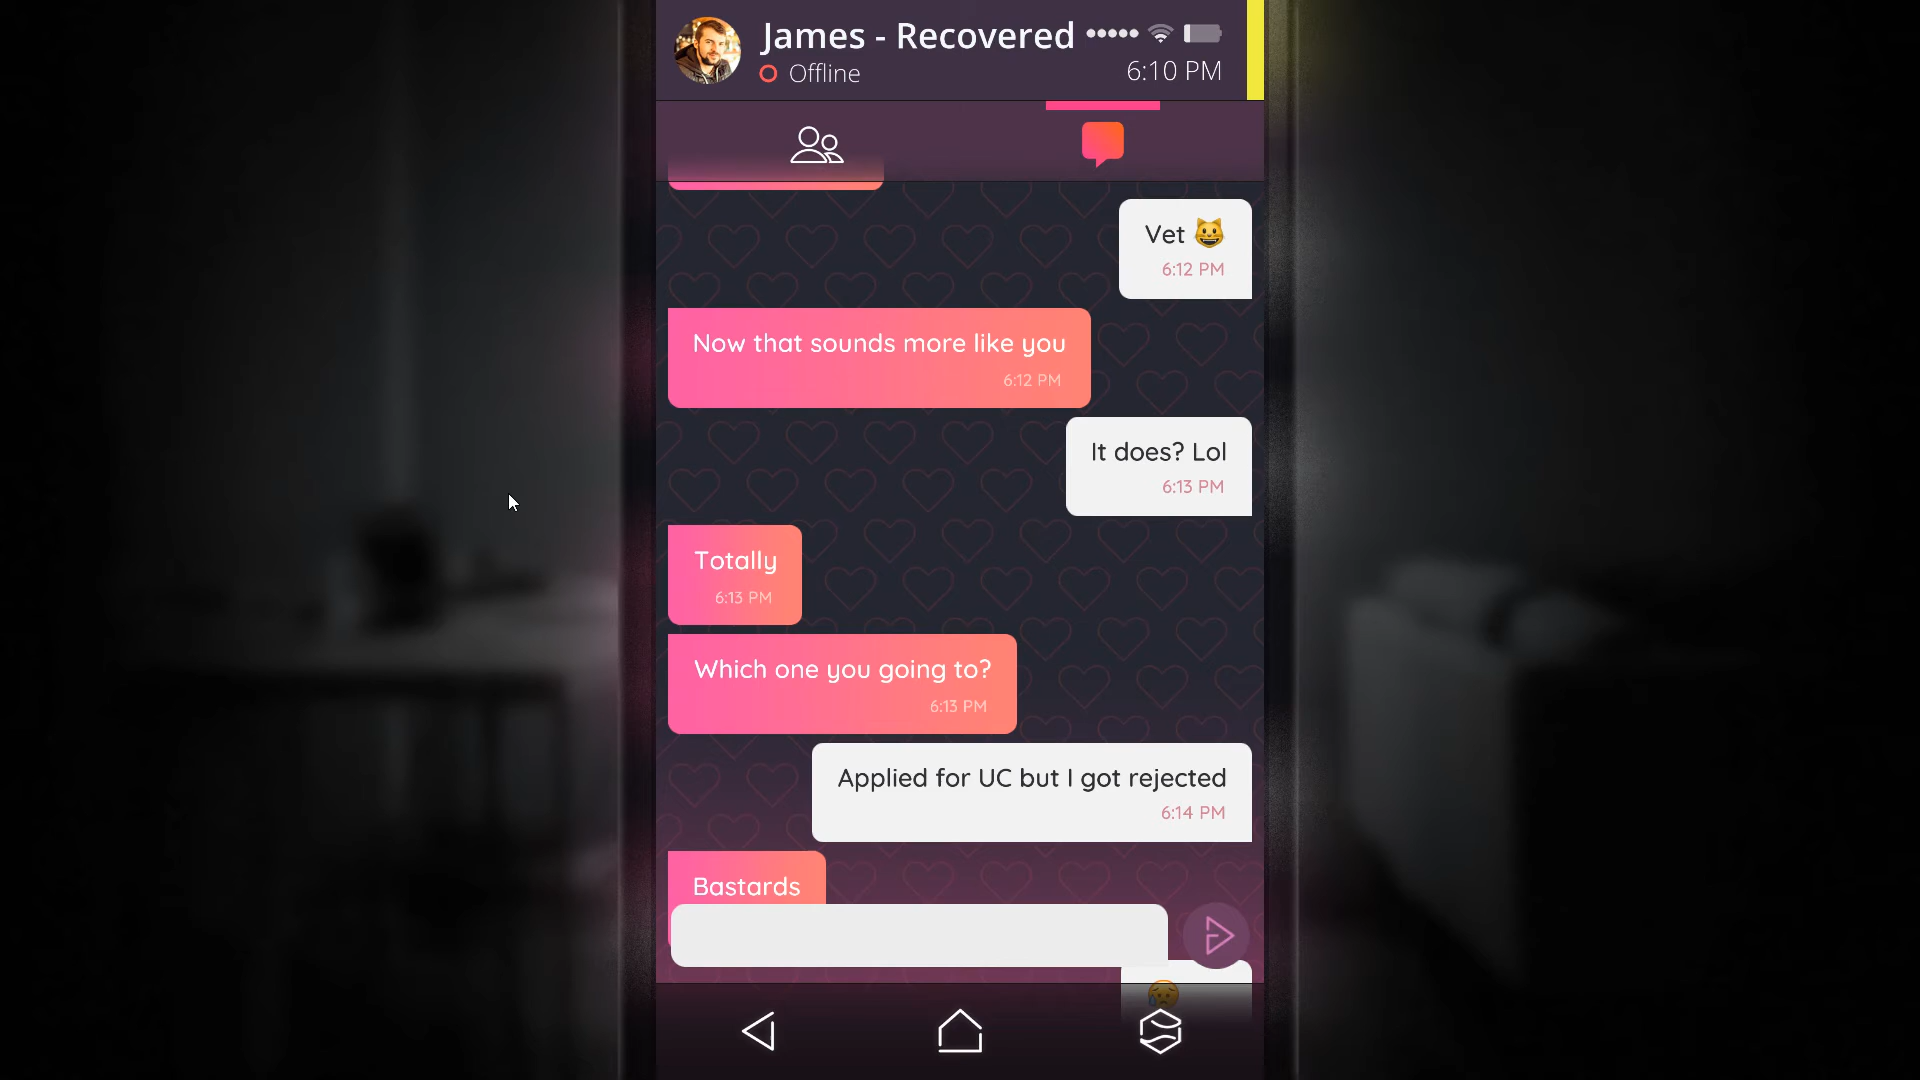 James - Recovered
Offline
6:10 PM
Vet 😺
6:12 PM
Now that sounds more like you
6:12 PM
It does? Lol
6:13 PM
Totally
6:13 PM
Which one you going to?
6:13 PM
Applied for UC but I got rejected
6:14 PM
Bastards